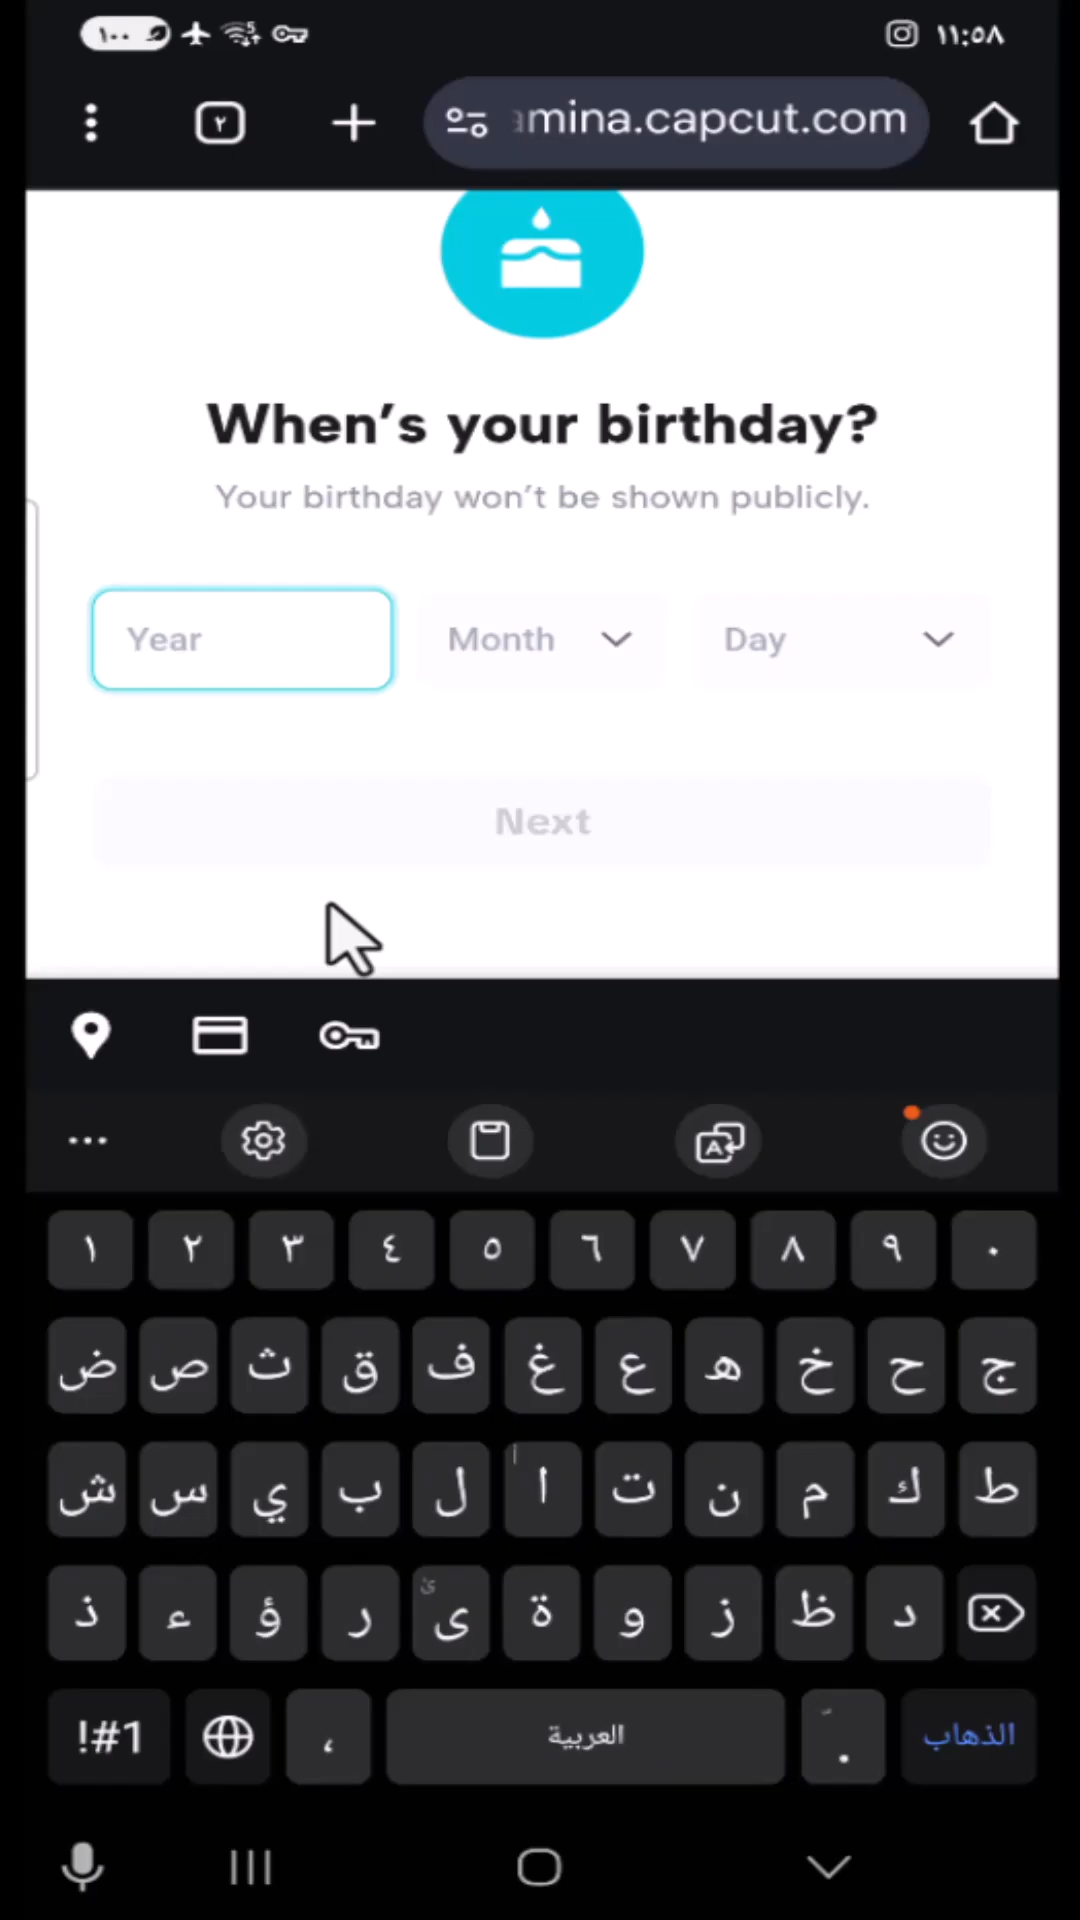 ١٠٠ 5 ١١:٥٨
٢ mina.capcut.com
When's your birthday?
Your birthday won't be shown publicly.
Year Month Day
Next
١ ٢ ٣ ٤ ٥ ٦ ٧ ٨ ٩ ٠
ض ص ث ق ف غ ع ه خ ح ج
ش س ي ب ل ا ت ن م ك ط
ذ ء ؤ ر ى ة و ز ظ د
!#1 ، العربية . الذهاب